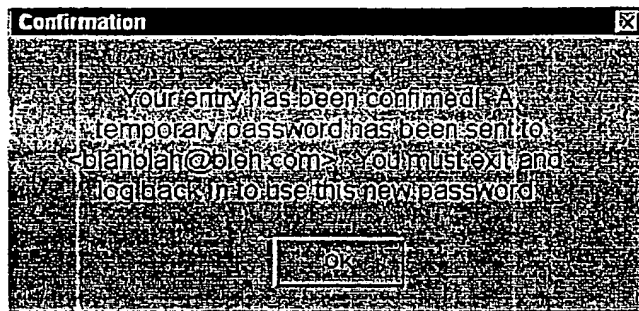 Confirmation
Your entry has been confirmed! A
temporary password has been sent to
<blahblah@bleh.com>. You must exit and
log back in to use this new password.
OK